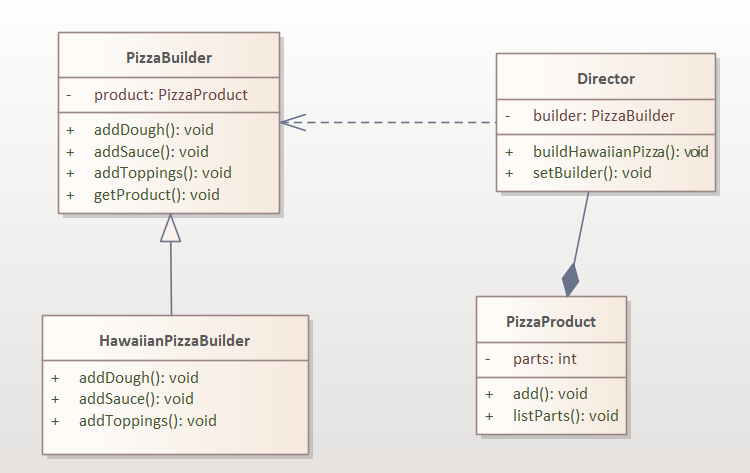 PizzaBuilder
- product: PizzaProduct
+ addDough(): void
+ addSauce(): void
+ addToppings(): void
+ getProduct(): void
Director
- builder: PizzaBuilder
+ buildHawaiianPizza(): void
+ setBuilder(): void
HawaiianPizzaBuilder
+ addDough(): void
+ addSauce(): void
+ addToppings(): void
PizzaProduct
- parts: int
+ add(): void
+ listParts(): void